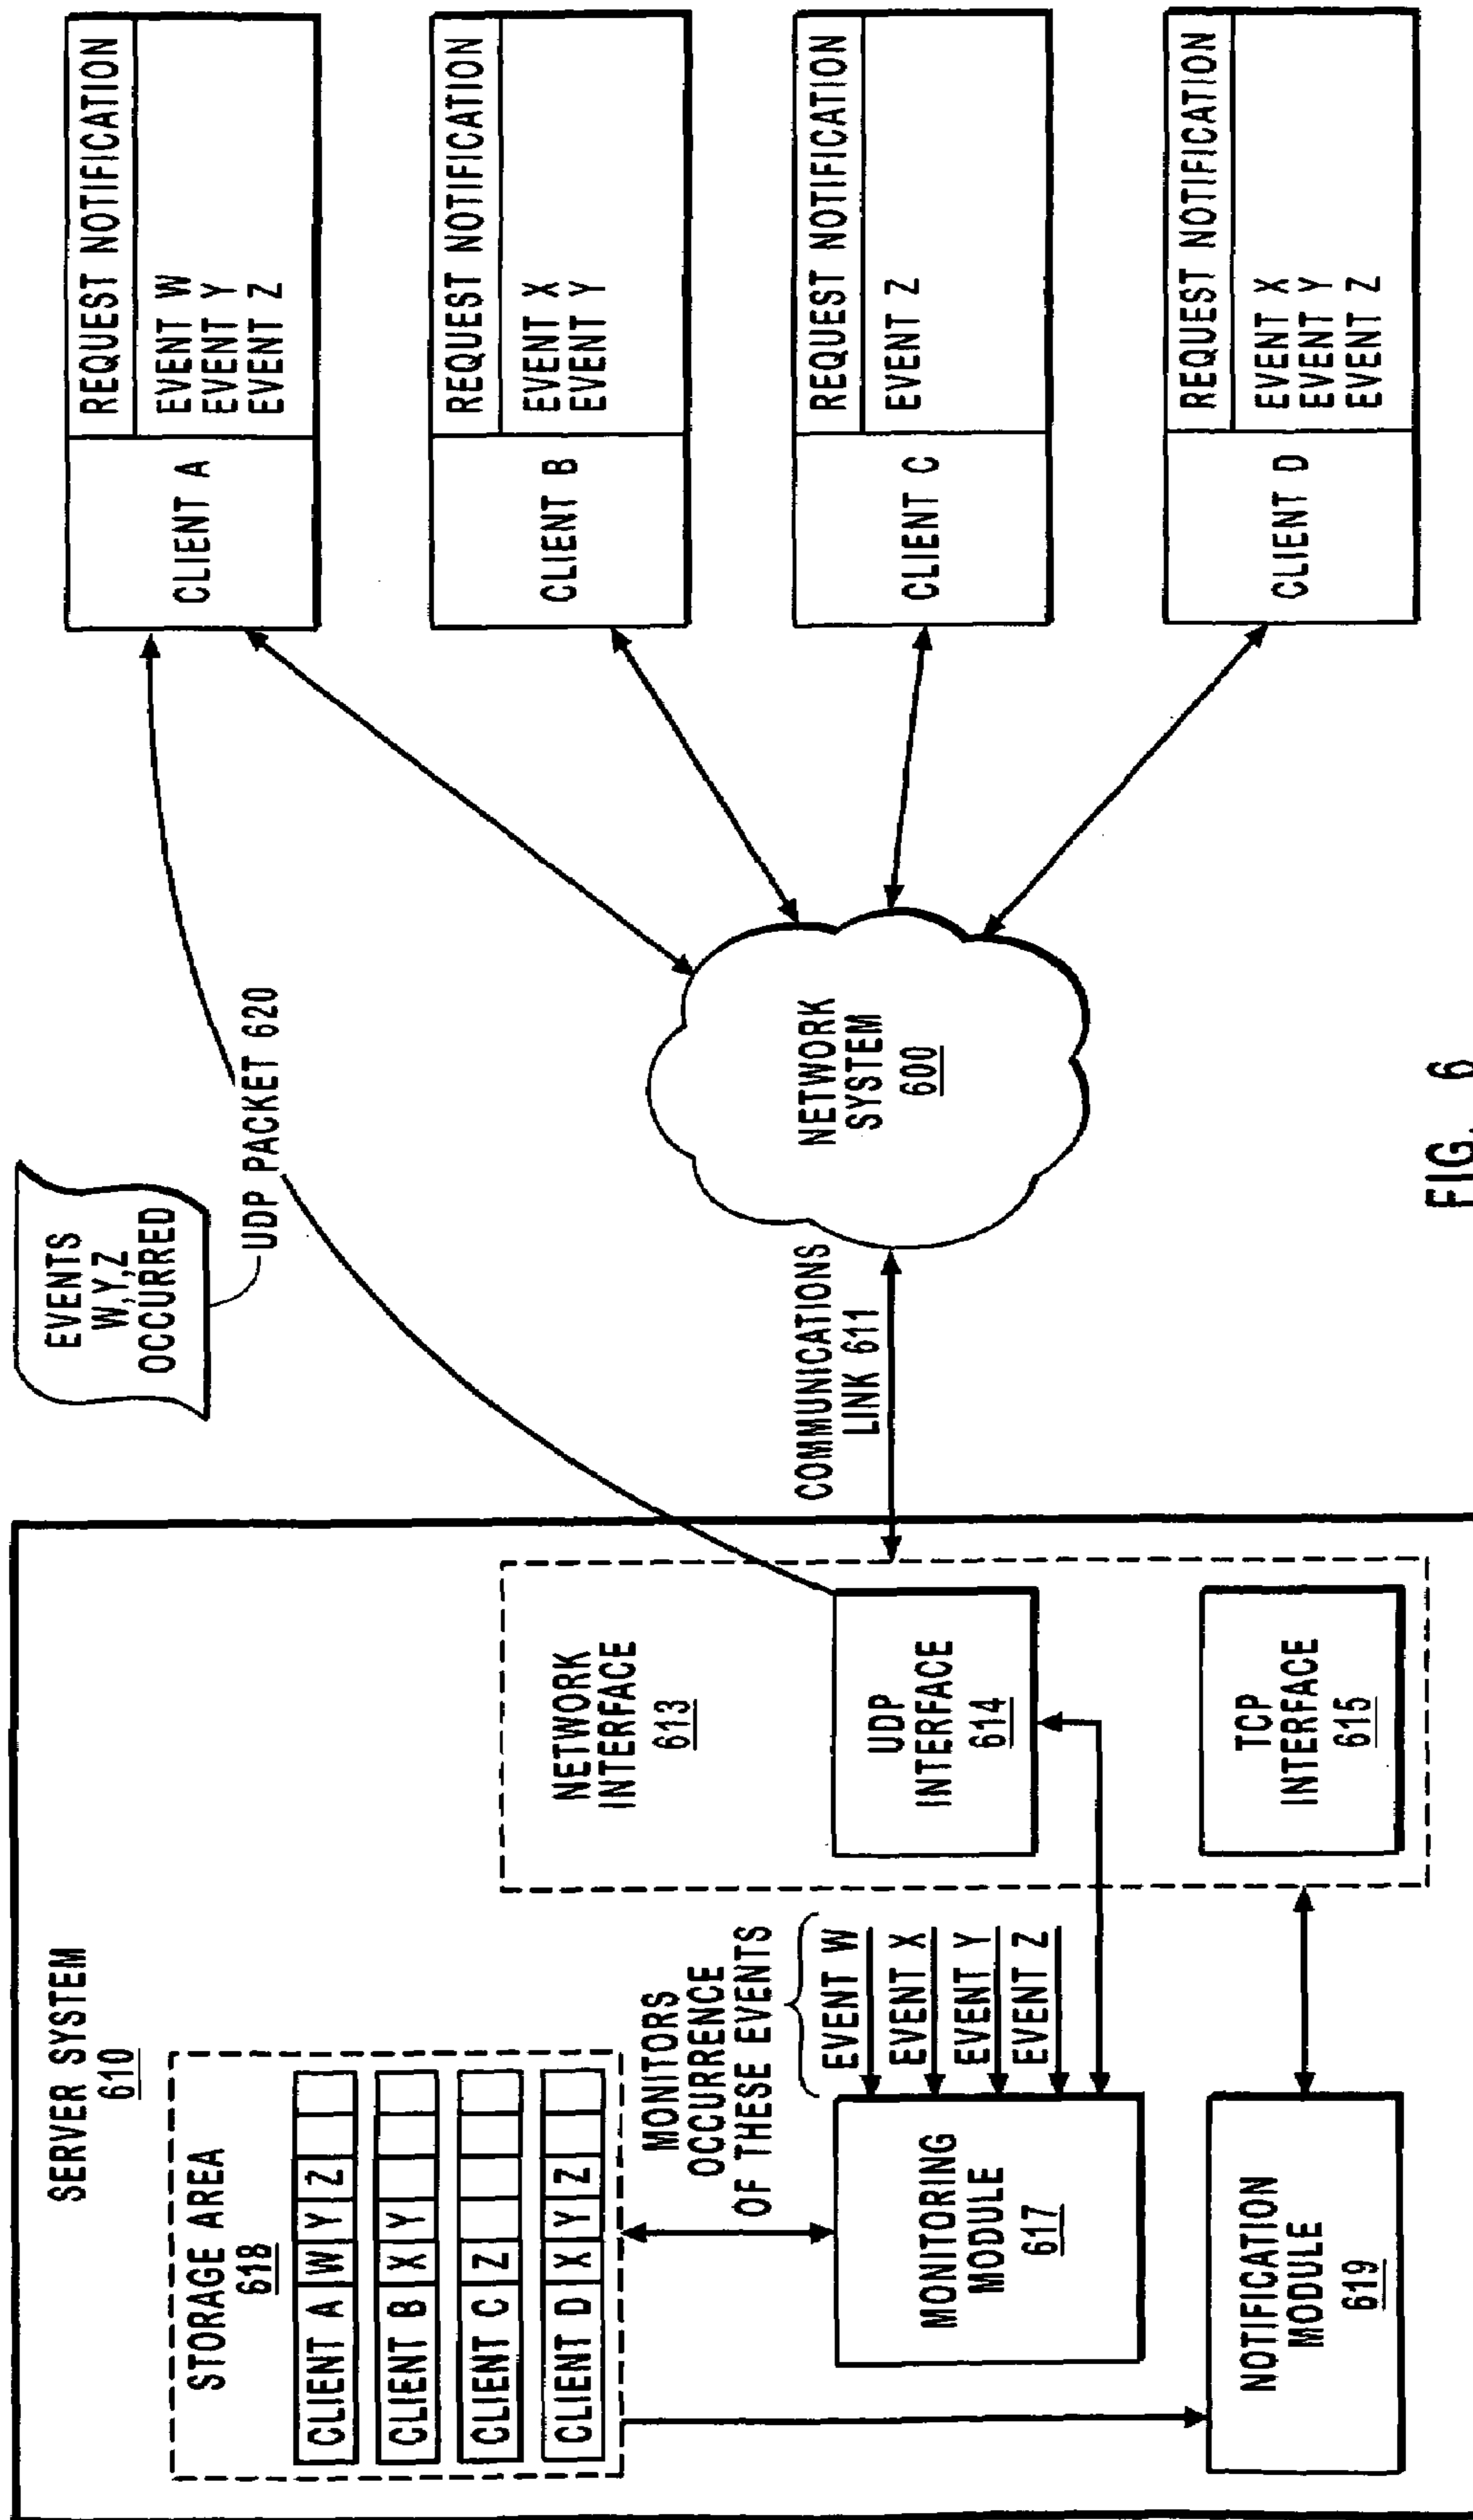 SERVER SYSTEM
610
STORAGE AREA
618
CLIENT A W Y Z
CLIENT B X Y
CLIENT C Z
CLIENT D X Y Z
MONITORS
OCCURRENCE
OF THESE EVENTS
EVENT W
EVENT X
EVENT Y
EVENT Z
MONITORING
MODULE
617
NOTIFICATION
MODULE
619
NETWORK
INTERFACE
613
UDP
INTERFACE
614
TCP
INTERFACE
615
EVENTS
W,Y,Z
OCCURRED
UDP PACKET 620
COMMUNICATIONS
LINK 611
NETWORK
SYSTEM
600
CLIENT A
REQUEST NOTIFICATION
EVENT W
EVENT Y
EVENT Z
CLIENT B
REQUEST NOTIFICATION
EVENT X
EVENT Y
CLIENT C
REQUEST NOTIFICATION
EVENT Z
CLIENT D
REQUEST NOTIFICATION
EVENT X
EVENT Y
EVENT Z
FIG. 6